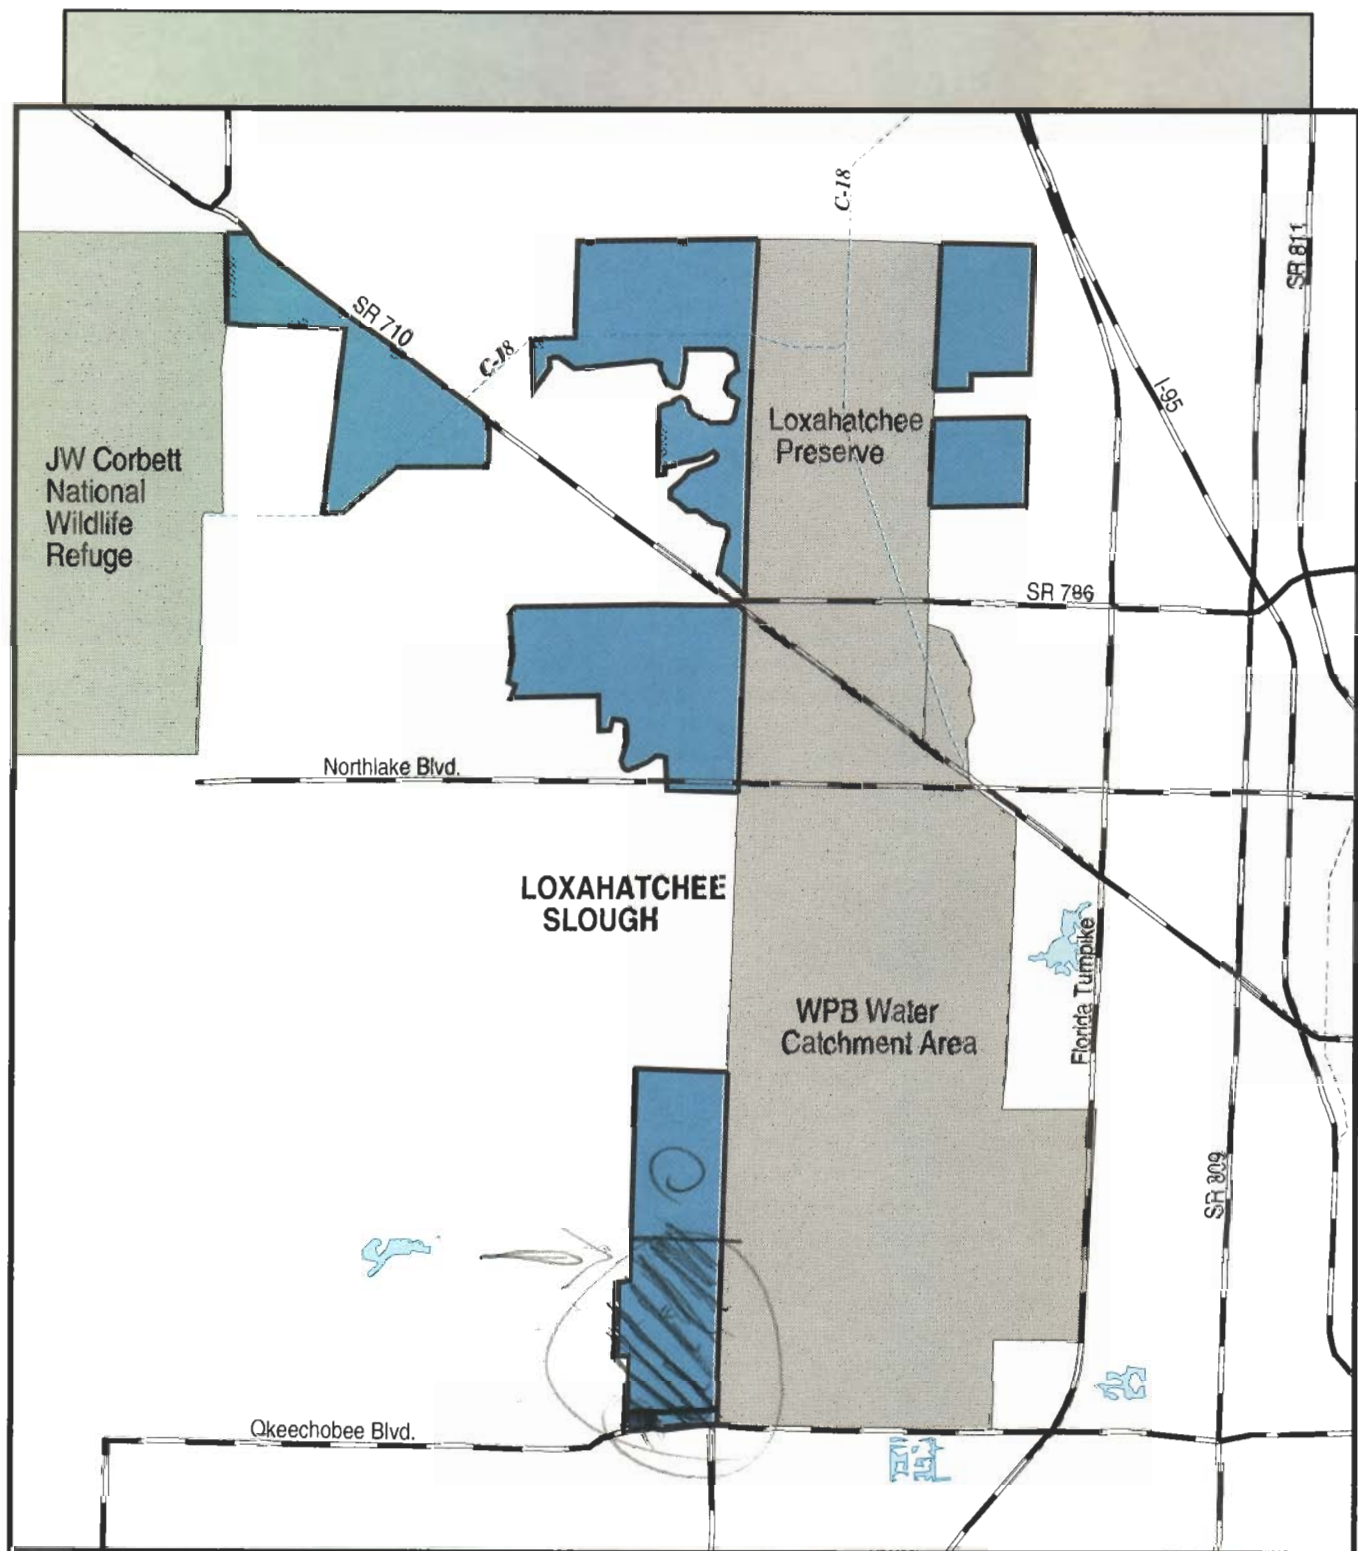 C-18
SR 811
SR 710
C-18
I-95
Loxahatchee
Preserve
JW Corbett
National
Wildlife
Refuge
SR 786
Northlake Blvd.
LOXAHATCHEE
SLOUGH
Florida Turnpike
WPB Water
Catchment Area
SR 809
Okeechobee Blvd.